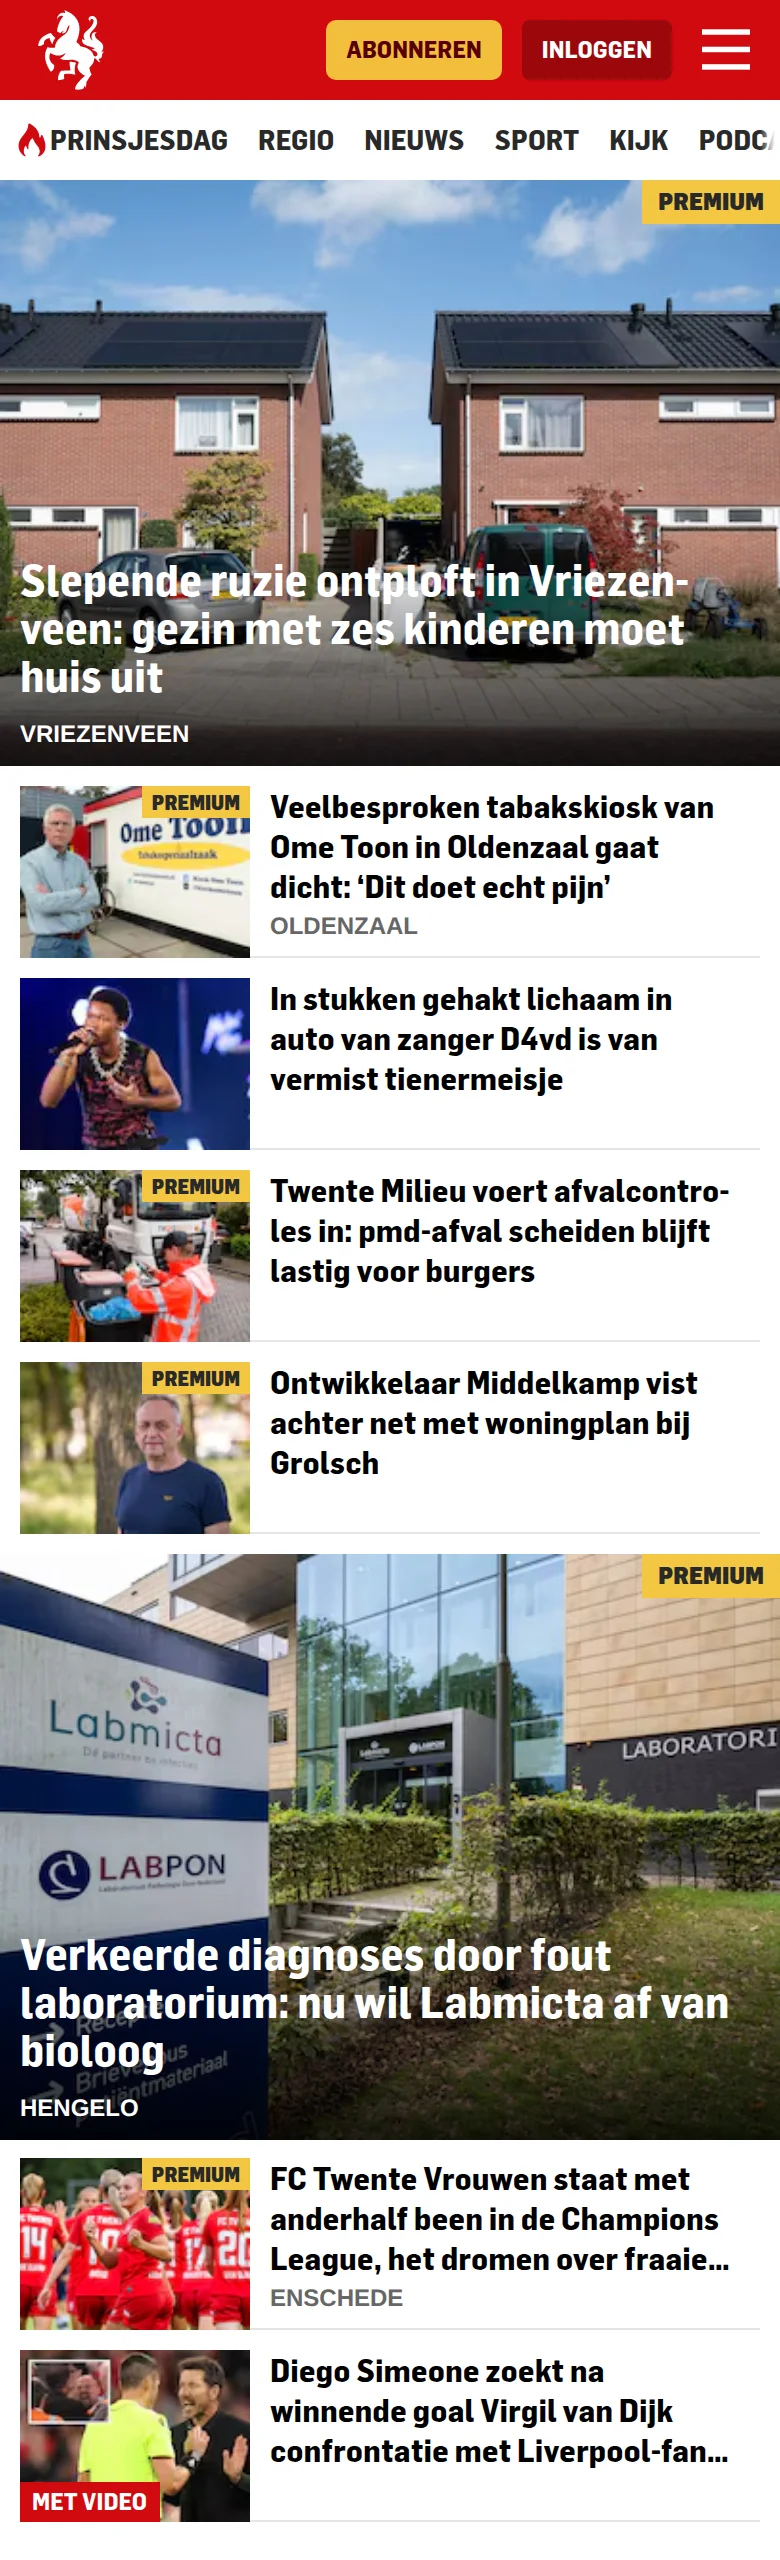 ABONNEREN
INLOGGEN
PRINSJESDAG REGIO NIEUWS SPORT KIJK PODCA
PREMIUM
Slepende ruzie ontploft in Vriezen-
veen: gezin met zes kinderen moet
huis uit
VRIEZENVEEN
PREMIUM
Ome Toon
Veelbesproken tabakskiosk van
Ome Toon in Oldenzaal gaat
dicht: ‘Dit doet echt pijn’
OLDENZAAL
In stukken gehakt lichaam in
auto van zanger D4vd is van
vermist tienermeisje
PREMIUM
Twente Milieu voert afvalcontro-
les in: pmd-afval scheiden blijft
lastig voor burgers
PREMIUM
Ontwikkelaar Middelkamp vist
achter net met woningplan bij
Grolsch
PREMIUM
Labmicta
LABORATORI
LABPON
Verkeerde diagnoses door fout
laboratorium: nu wil Labmicta af van
bioloog
HENGELO
PREMIUM
14
FC Twente Vrouwen staat met
anderhalf been in de Champions
League, het dromen over fraaie...
ENSCHEDE
MET VIDEO
Diego Simeone zoekt na
winnende goal Virgil van Dijk
confrontatie met Liverpool-fan...